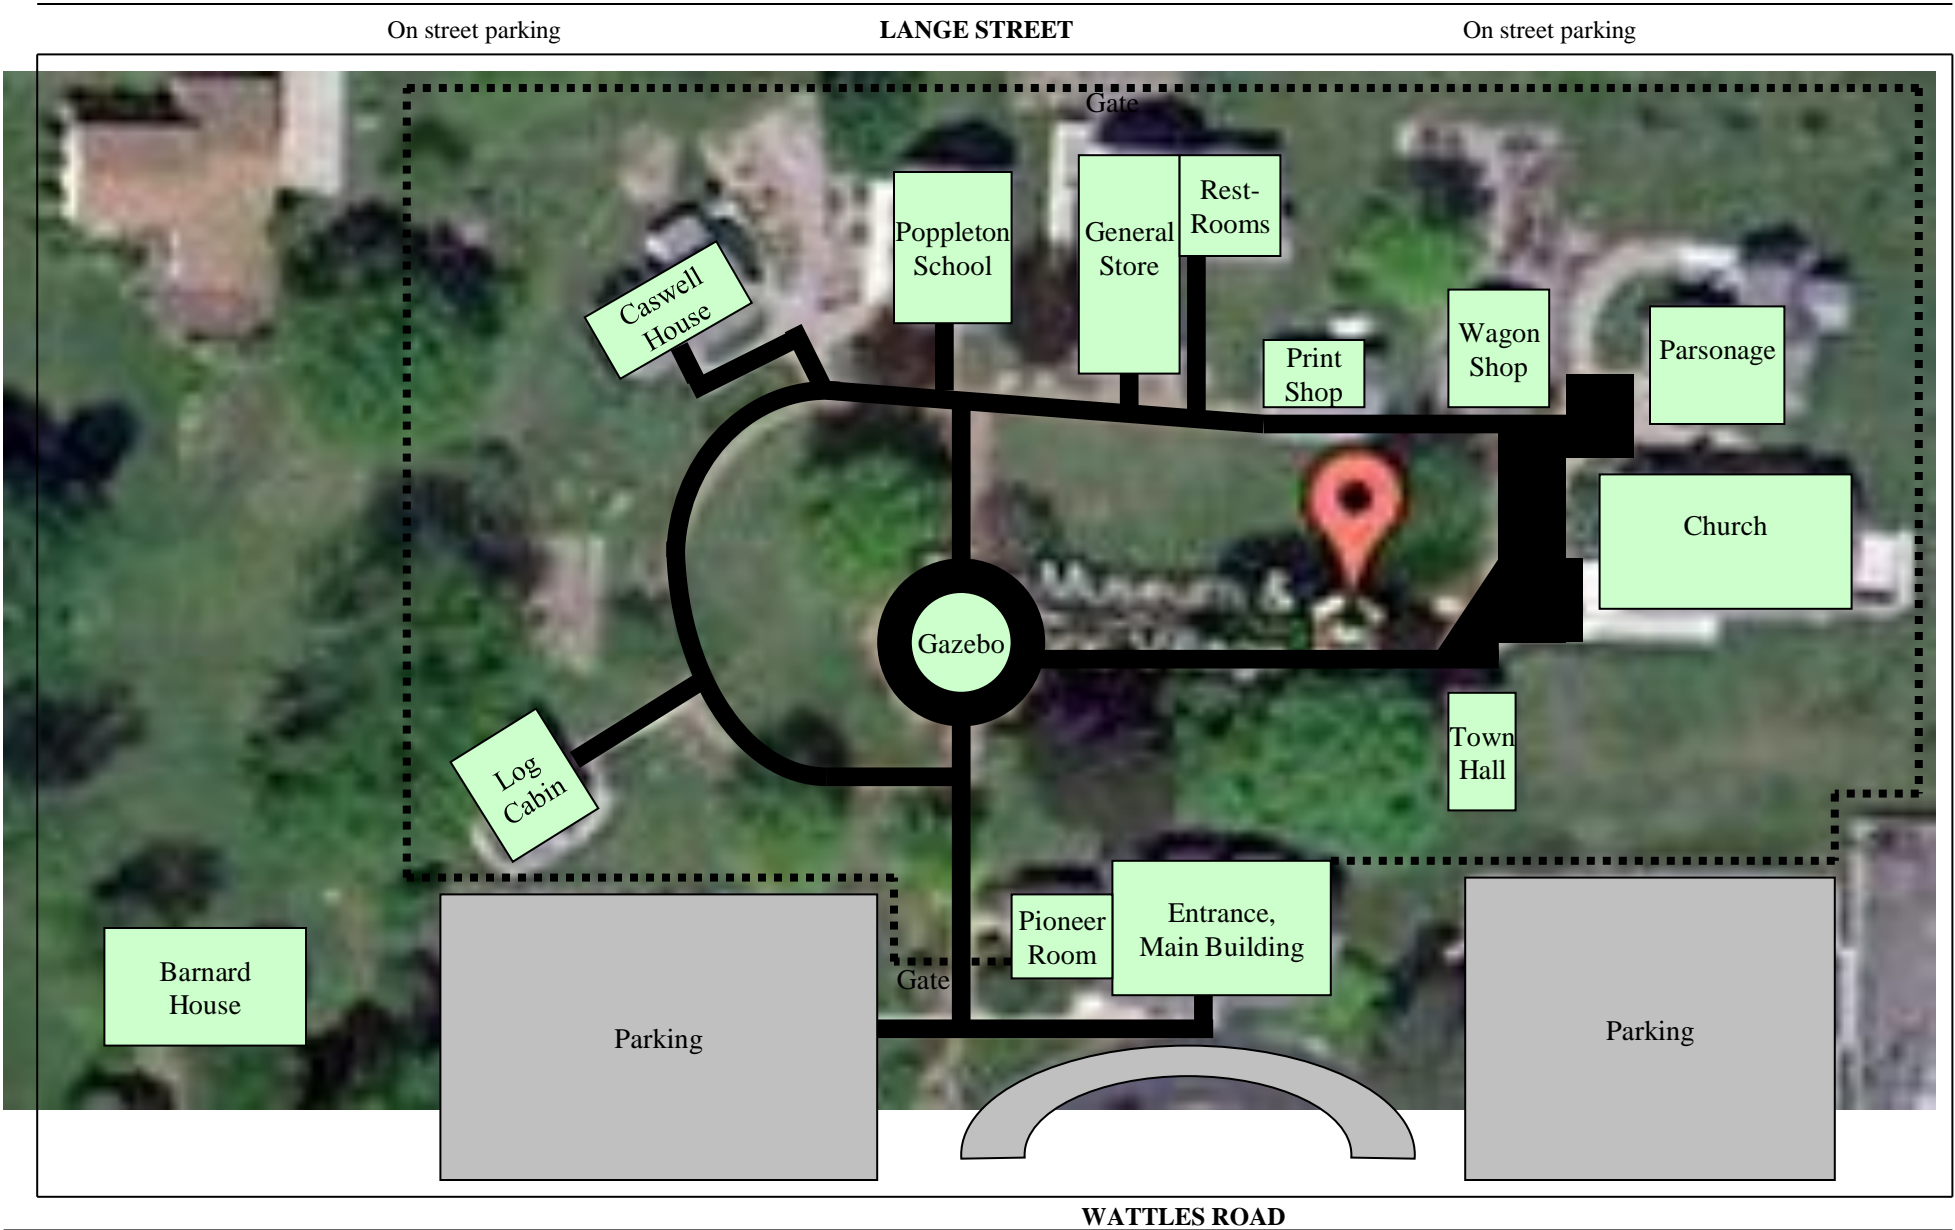 On street parking
LANGE STREET
On street parking
Gate
Rest-
Rooms
Poppleton
School
General
Store
Caswell
House
Wagon
Shop
Parsonage
Print
Shop
Church
Museum &
Gazebo
Town
Hall
Log
Cabin
Pioneer
Room
Entrance,
Main Building
Gate
Barnard
House
Parking
Parking
WATTLES ROAD